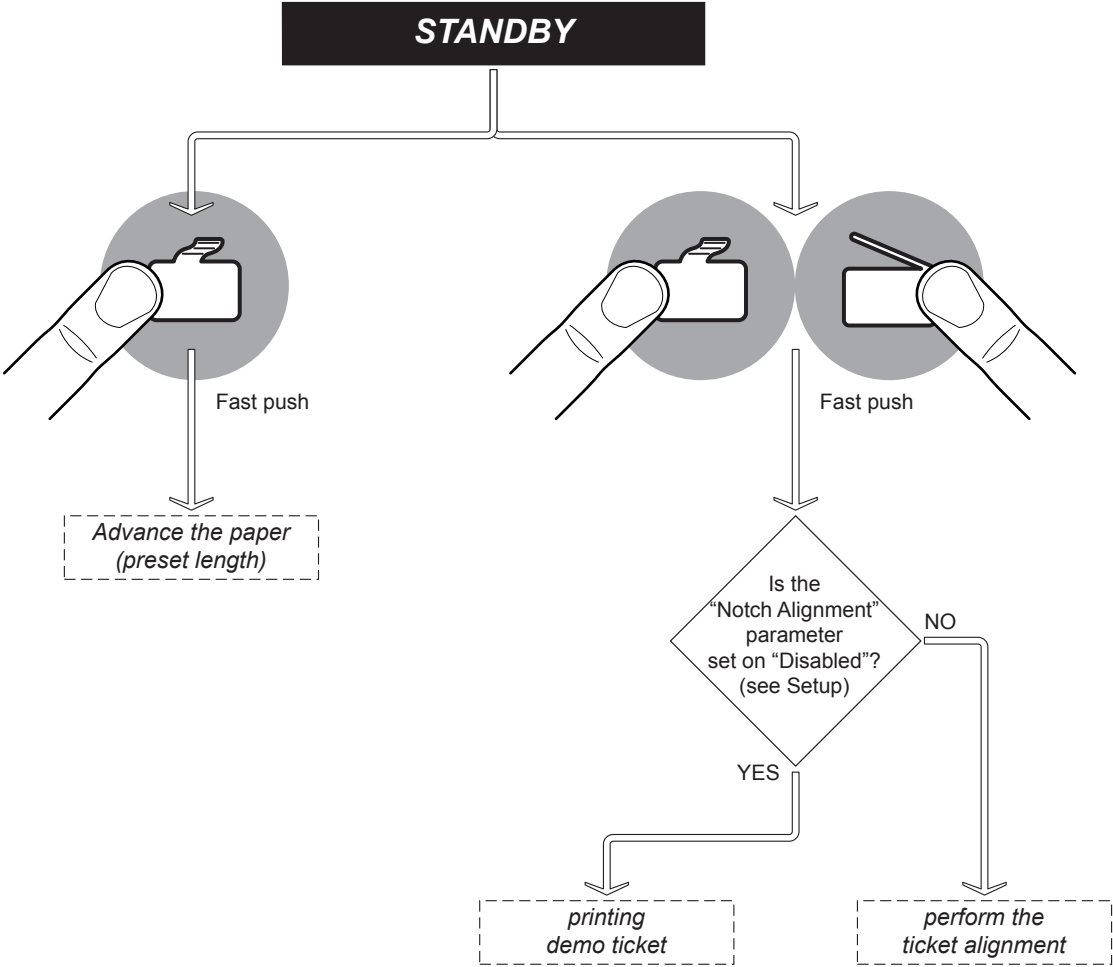 STANDBY
Fast push
Fast push
Advance the paper
(preset length)
Is the
“Notch Alignment”
parameter
set on “Disabled”?
(see Setup)
NO
YES
printing
demo ticket
perform the
ticket alignment